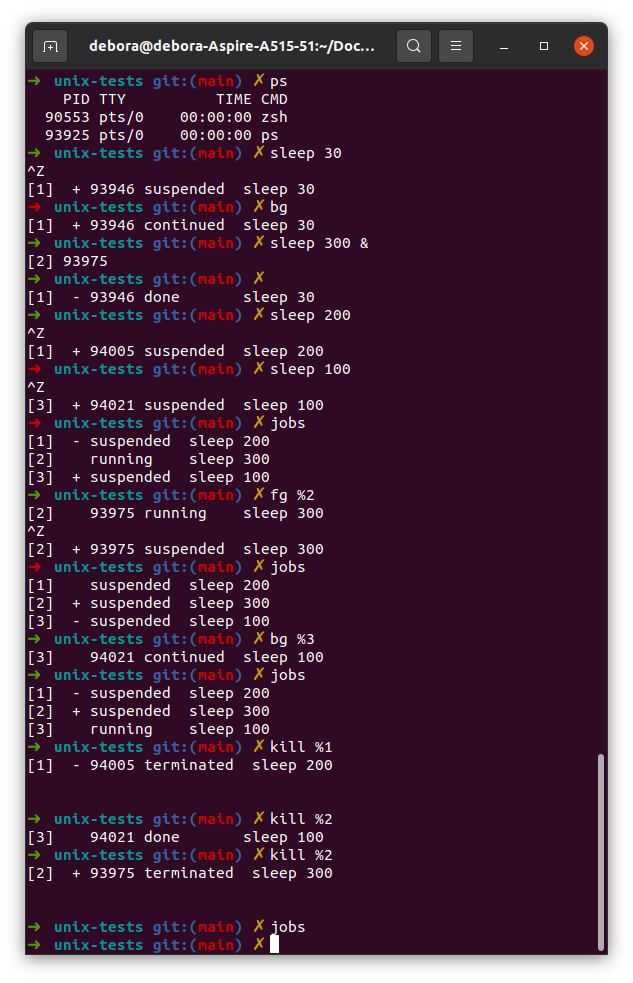 debora@debora-Aspire-A515-51:~/Doc...
➜  unix-tests git:(main) ✗ ps
    PID TTY          TIME CMD
  90553 pts/0    00:00:00 zsh
  93925 pts/0    00:00:00 ps
➜  unix-tests git:(main) ✗ sleep 30
^Z
[1]  + 93946 suspended  sleep 30
➜  unix-tests git:(main) ✗ bg
[1]  + 93946 continued  sleep 30
➜  unix-tests git:(main) ✗ sleep 300 &
[2] 93975
➜  unix-tests git:(main) ✗
[1]  - 93946 done       sleep 30
➜  unix-tests git:(main) ✗ sleep 200
^Z
[1]  + 94005 suspended  sleep 200
➜  unix-tests git:(main) ✗ sleep 100
^Z
[3]  + 94021 suspended  sleep 100
➜  unix-tests git:(main) ✗ jobs
[1]  - suspended  sleep 200
[2]    running    sleep 300
[3]  + suspended  sleep 100
➜  unix-tests git:(main) ✗ fg %2
[2]    93975 running    sleep 300
^Z
[2]  + 93975 suspended  sleep 300
➜  unix-tests git:(main) ✗ jobs
[1]    suspended  sleep 200
[2]  + suspended  sleep 300
[3]  - suspended  sleep 100
➜  unix-tests git:(main) ✗ bg %3
[3]    94021 continued  sleep 100
➜  unix-tests git:(main) ✗ jobs
[1]  - suspended  sleep 200
[2]  + suspended  sleep 300
[3]    running    sleep 100
➜  unix-tests git:(main) ✗ kill %1
[1]  - 94005 terminated  sleep 200
➜  unix-tests git:(main) ✗ kill %2
[3]    94021 done       sleep 100
➜  unix-tests git:(main) ✗ kill %2
[2]  + 93975 terminated  sleep 300
➜  unix-tests git:(main) ✗ jobs
➜  unix-tests git:(main) ✗